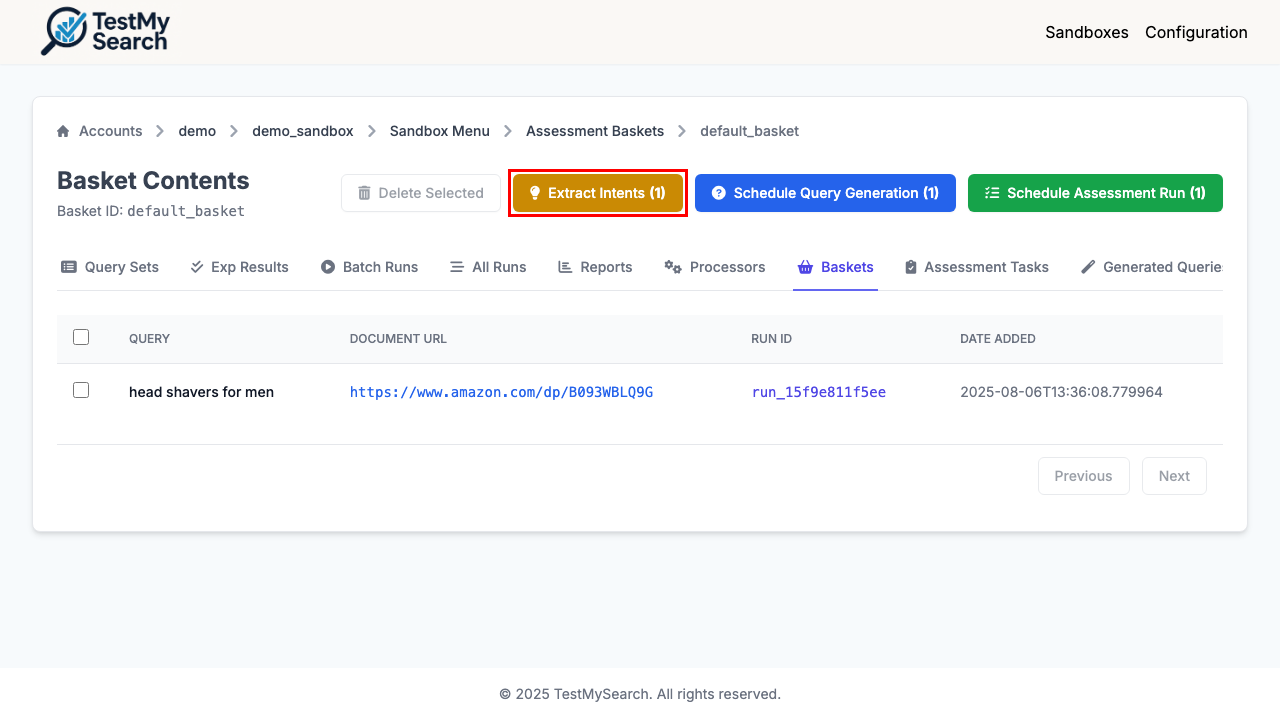 TestMy
Search
Sandboxes Configuration
Accounts demo demo_sandbox Sandbox Menu Assessment Baskets default_basket
Basket Contents
Basket ID: default_basket
Delete Selected Extract Intents (1) Schedule Query Generation (1) Schedule Assessment Run (1)
Query Sets Exp Results Batch Runs All Runs Reports Processors Baskets Assessment Tasks Generated Querie
QUERY DOCUMENT URL RUN ID DATE ADDED
head shavers for men https://www.amazon.com/dp/B093WBLQ9G run_15f9e811f5ee 2025-08-06T13:36:08.779964
Previous Next
© 2025 TestMySearch. All rights reserved.